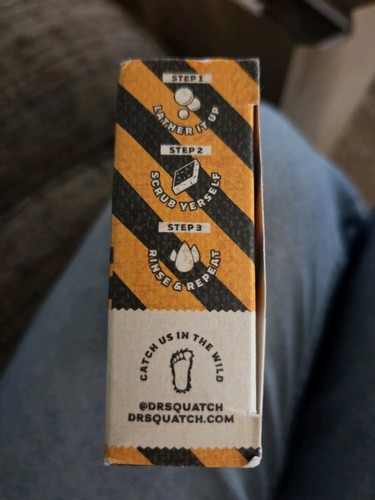 STEP 1
LATHER IT UP
STEP 2
SCRUB YERSELF
STEP 3
RINSE & REPEAT
CATCH US IN THE WILD
@DRSQUATCH
DRSQUATCH.COM